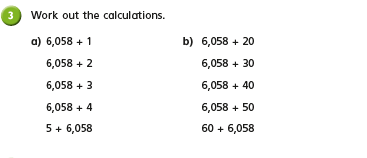 3 Work out the calculations.
a) 6,058 + 1 b) 6,058 + 20
6,058 + 2 6,058 + 30
6,058 + 3 6,058 + 40
6,058 + 4 6,058 + 50
5 + 6,058 60 + 6,058